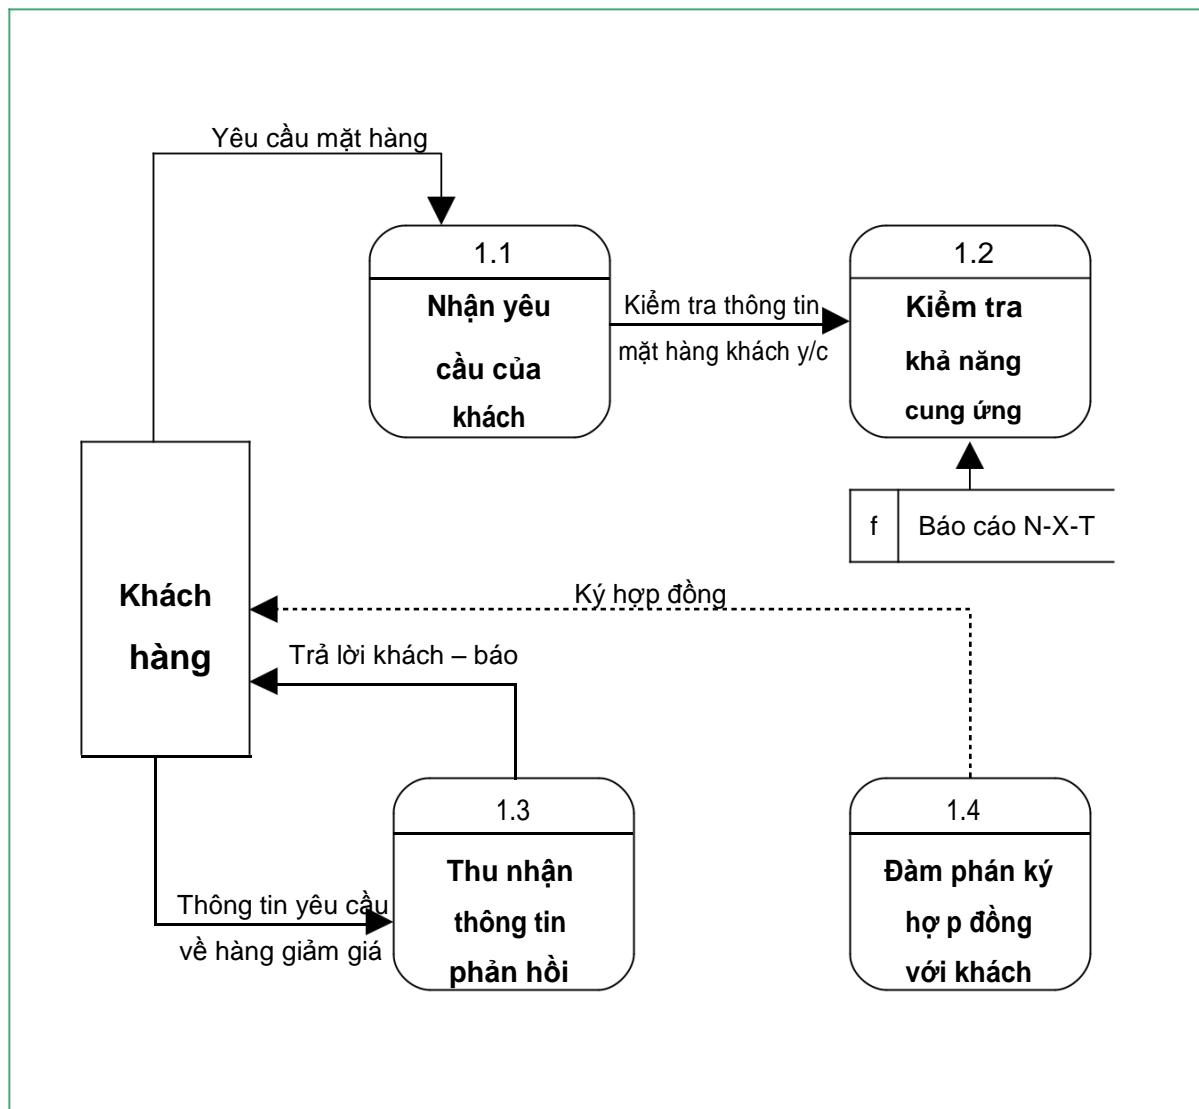 Yêu cầu mặt hàng
1.1
Nhận yêu
cầu của
khách
Kiểm tra thông tin
mặt hàng khách y/c
1.2
Kiểm tra
khả năng
cung ứng
f
Báo cáo N-X-T
Khách
hàng
Ký hợp đồng
Trả lời khách – báo
1.3
Thu nhận
thông tin
phản hồi
Thông tin yêu cầu
về hàng giảm giá
1.4
Đàm phán ký
hợ p đồng
với khách